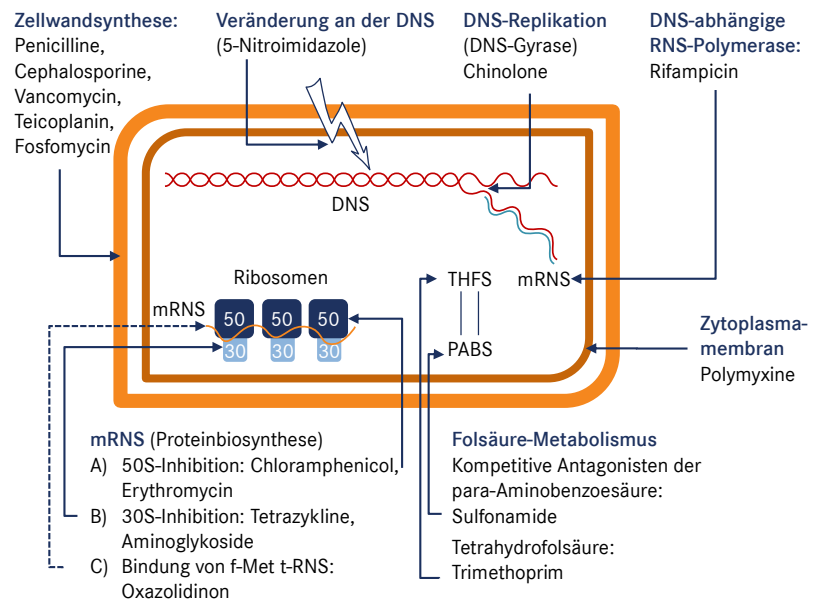 Zellwandsynthese:
Penicilline,
Cephalosporine,
Vancomycin,
Teicoplanin,
Fosfomycin
Veränderung an der DNS
(5-Nitroimidazole)
DNS-Replikation
(DNS-Gyrase)
Chinolone
DNS-abhängige
RNS-Polymerase:
Rifampicin
DNS
Ribosomen
mRNS
50
50
50
30
30
30
THFS
mRNS
PABS
Zytoplasma-
membran
Polymyxine
mRNS (Proteinbiosynthese)
A) 50S-Inhibition: Chloramphenicol,
Erythromycin
B) 30S-Inhibition: Tetrazykline,
Aminoglykoside
C) Bindung von f-Met t-RNS:
Oxazolidinon
Folsäure-Metabolismus
Kompetitive Antagonisten der
para-Aminobenzoesäure:
Sulfonamide
Tetrahydrofolsäure:
Trimethoprim